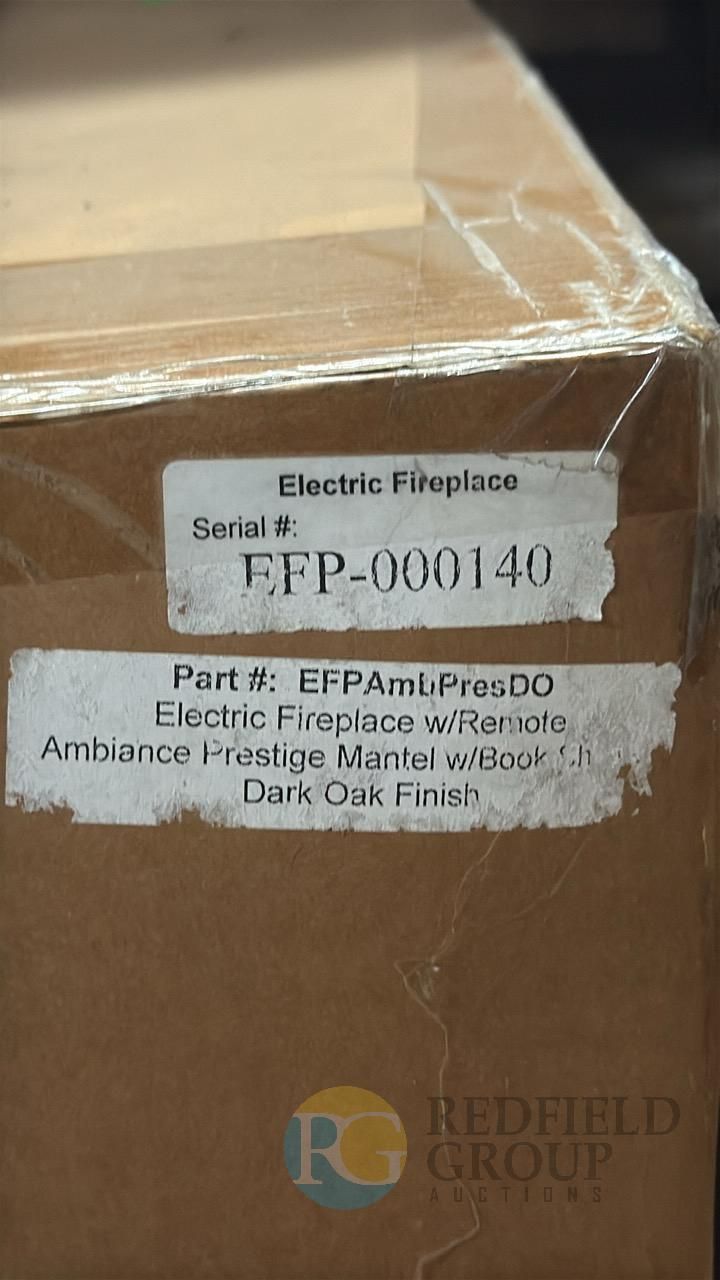 Electric Fireplace
Serial #:
EFP-000140
Part #: EFPAmbPresDO
Electric Fireplace w/Remote
Ambiance Prestige Mantel w/Book
Dark Oak Finish
RG
REDFIELD
GROUP
AUCTIONS